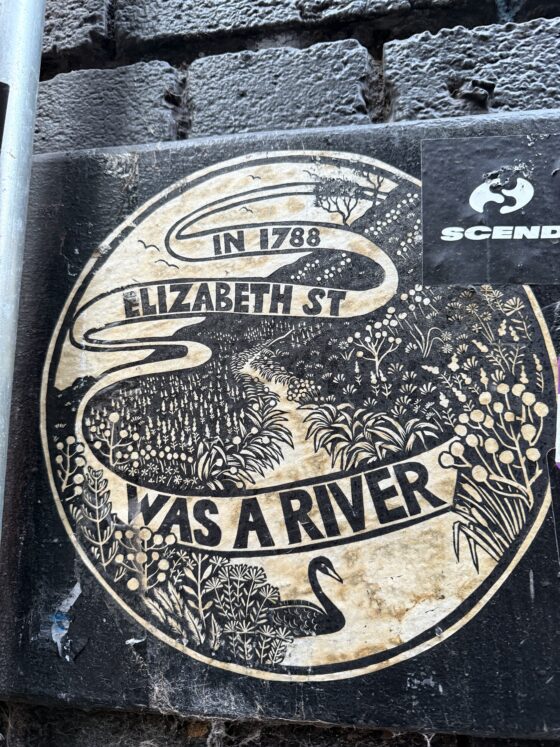 IN 1788
ELIZABETH ST
WAS A RIVER
SCEND